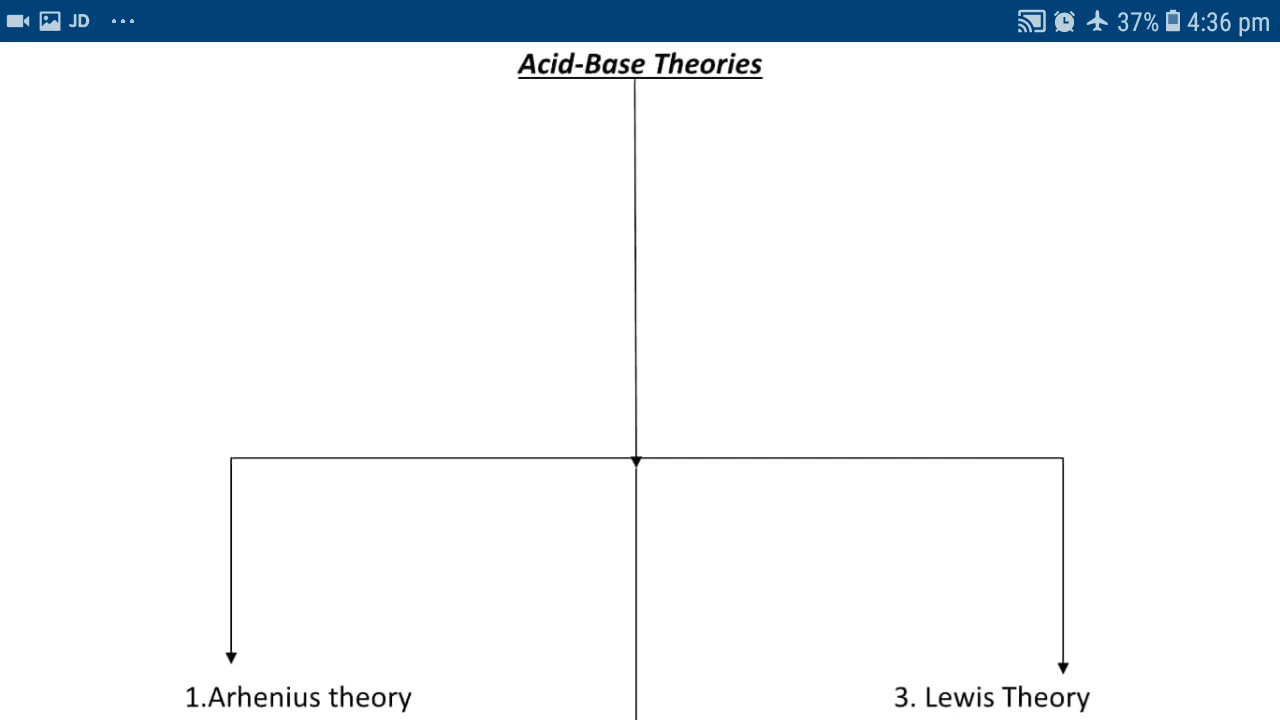 JD ... 37% 4:36 pm
Acid-Base Theories
1.Arhenius theory 3. Lewis Theory